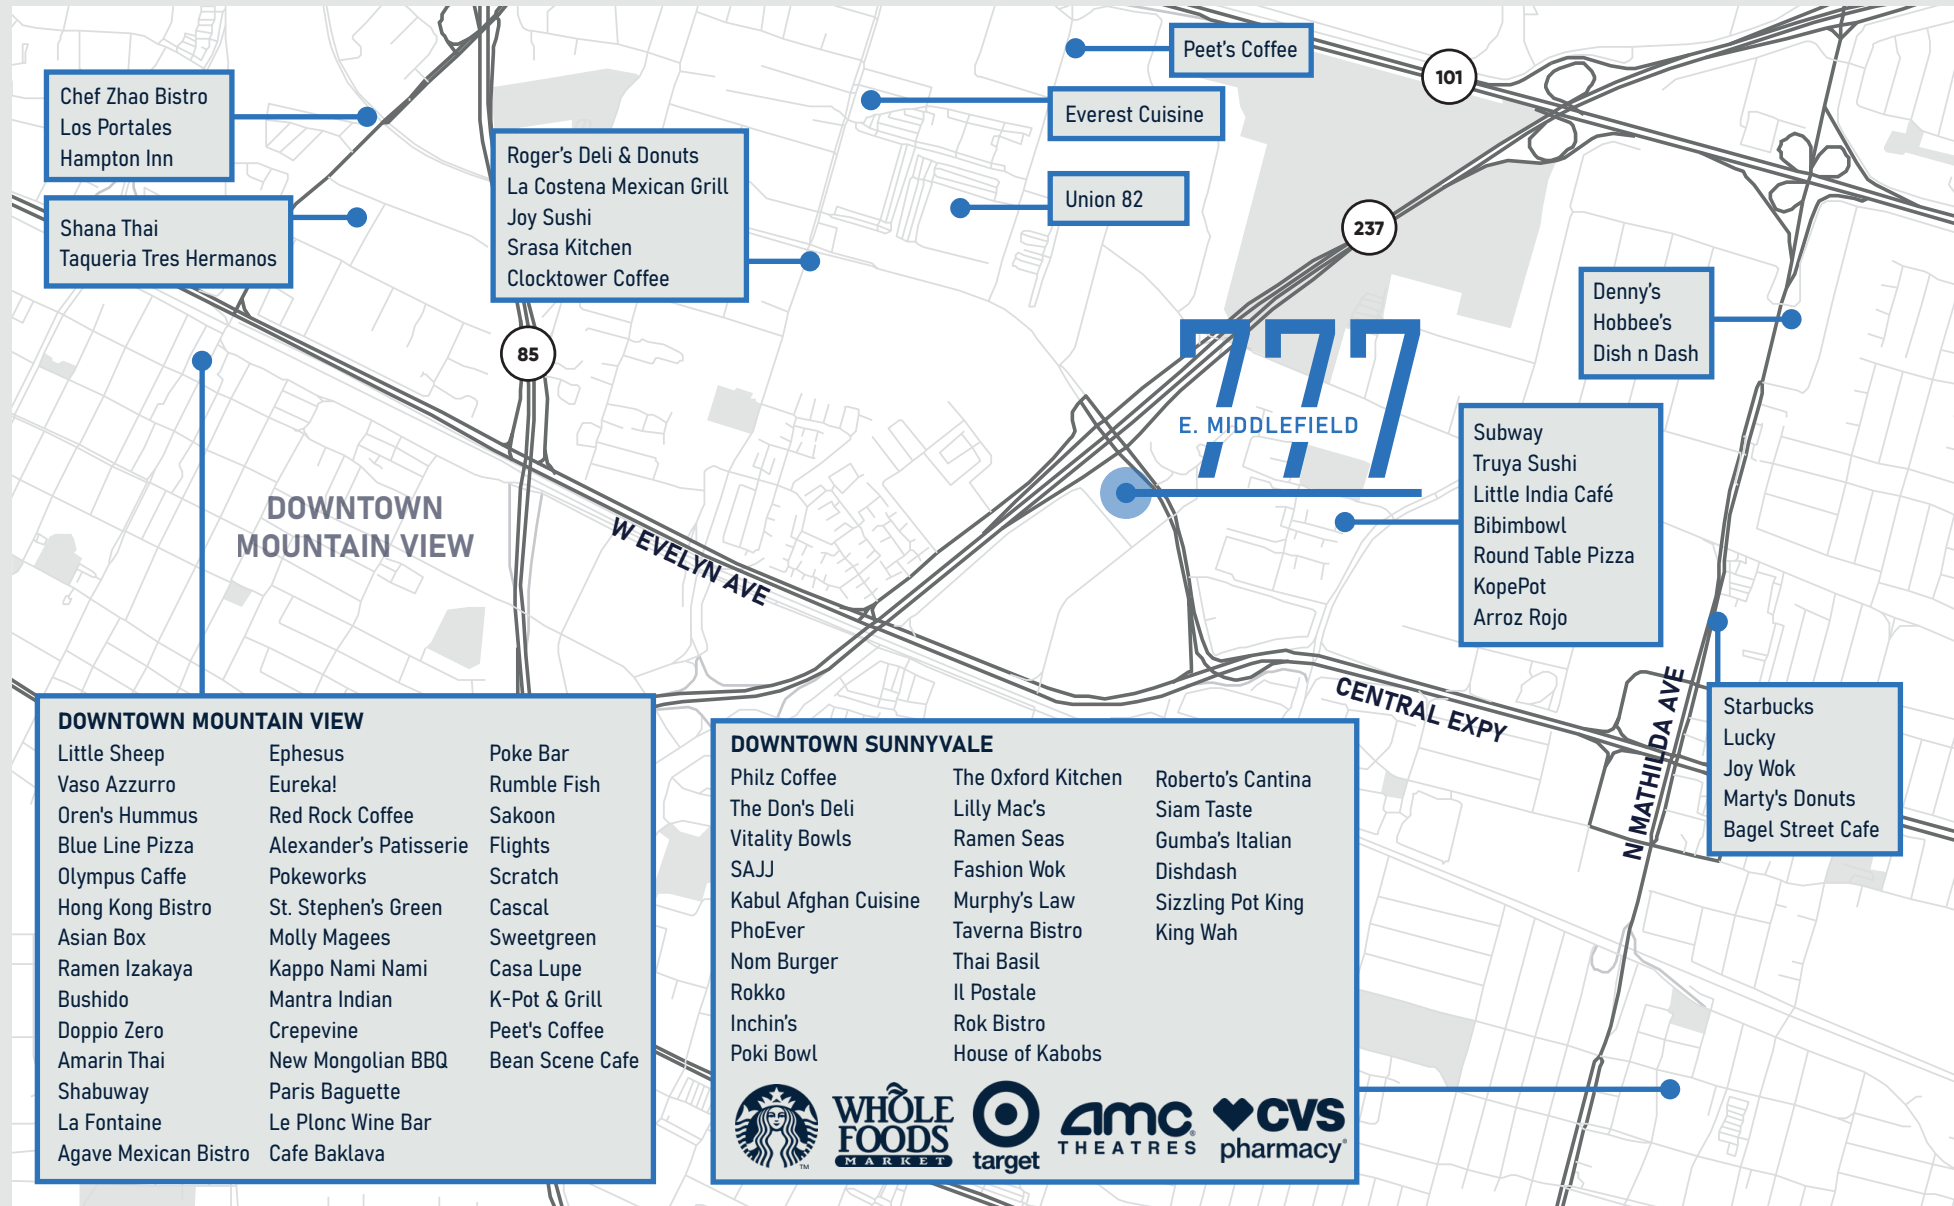 Peet's Coffee
101
Chef Zhao Bistro
Los Portales
Hampton Inn
Everest Cuisine
Roger's Deli & Donuts
La Costena Mexican Grill
Joy Sushi
Srasa Kitchen
Clocktower Coffee
Union 82
Shana Thai
Taqueria Tres Hermanos
237
Denny's
Hobbee's
Dish n Dash
85
777
E. MIDDLEFIELD
Subway
Truya Sushi
Little India Café
Bibimbowl
Round Table Pizza
KopePot
Arroz Rojo
DOWNTOWN
MOUNTAIN VIEW
W EVELYN AVE
CENTRAL EXPY
N MATHILDA AVE
Starbucks
Lucky
Joy Wok
Marty's Donuts
Bagel Street Cafe
DOWNTOWN MOUNTAIN VIEW
Little Sheep
Vaso Azzurro
Oren's Hummus
Blue Line Pizza
Olympus Caffe
Hong Kong Bistro
Asian Box
Ramen Izakaya
Bushido
Doppio Zero
Amarin Thai
Shabuway
La Fontaine
Agave Mexican Bistro
Ephesus
Eureka!
Red Rock Coffee
Alexander's Patisserie
Pokeworks
St. Stephen's Green
Molly Magees
Kappo Nami Nami
Mantra Indian
Crepevine
New Mongolian BBQ
Paris Baguette
Le Plonc Wine Bar
Cafe Baklava
Poke Bar
Rumble Fish
Sakoon
Flights
Scratch
Cascal
Sweetgreen
Casa Lupe
K-Pot & Grill
Peet's Coffee
Bean Scene Cafe
DOWNTOWN SUNNYVALE
Philz Coffee
The Don's Deli
Vitality Bowls
SAJJ
Kabul Afghan Cuisine
PhoEver
Nom Burger
Rokko
Inchin's
Poki Bowl
The Oxford Kitchen
Lilly Mac's
Ramen Seas
Fashion Wok
Murphy's Law
Taverna Bistro
Thai Basil
Il Postale
Rok Bistro
House of Kabobs
Roberto's Cantina
Siam Taste
Gumba's Italian
Dishdash
Sizzling Pot King
King Wah
TM
WHOLE
FOODS
MARKET
target
amc
THEATRES
CVS
pharmacy